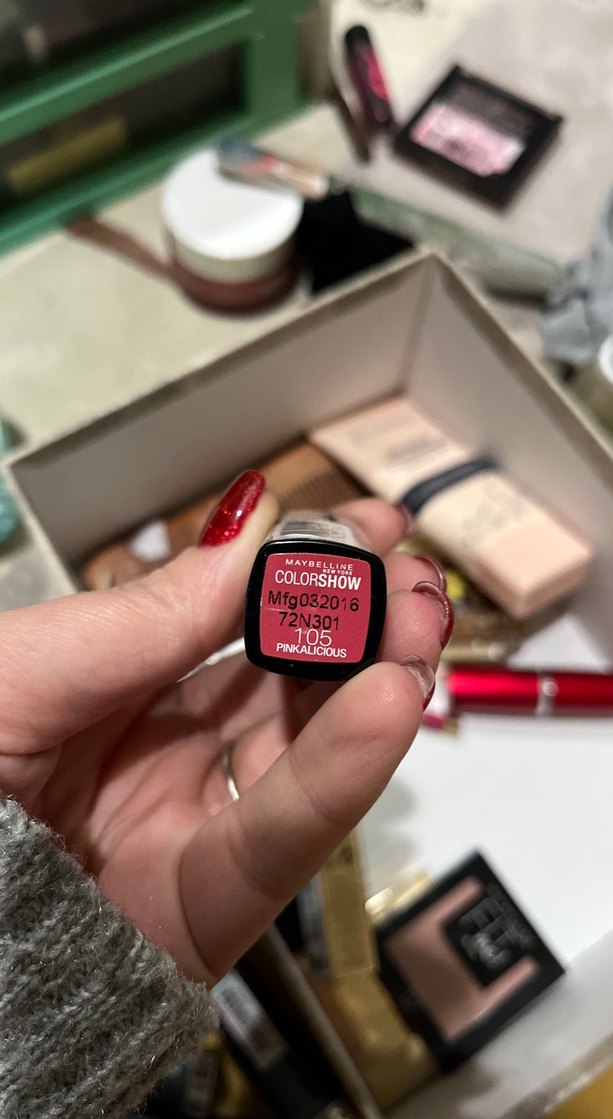 MAYBELLINE
NEW YORK
COLORSHOW
Mfg032016
72N301
105
PINKALICIOUS